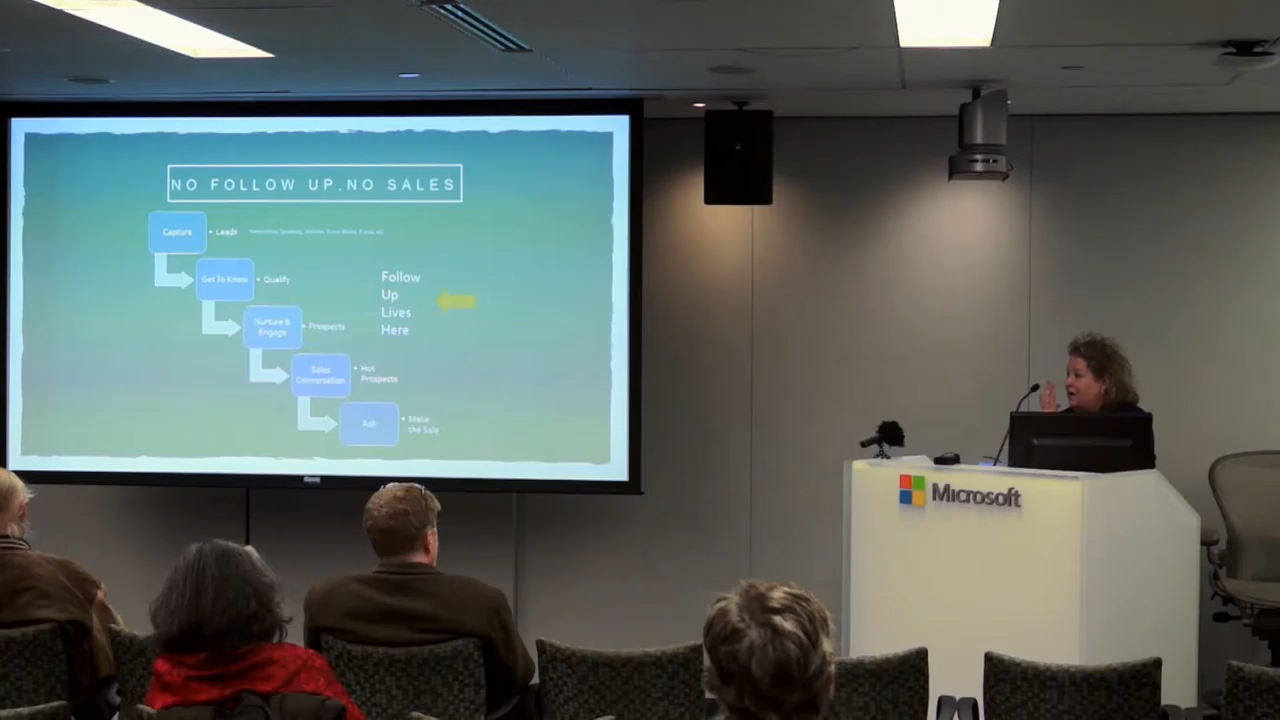 NO FOLLOW UP, NO SALES
Capture
• Leads
Get To Know
• Qualify
Nurture &
Engage
• Prospects
Follow
Up
Lives
Here
Sales
Conversation
• Hot
Prospects
Ask
• Make
the Sale
Microsoft